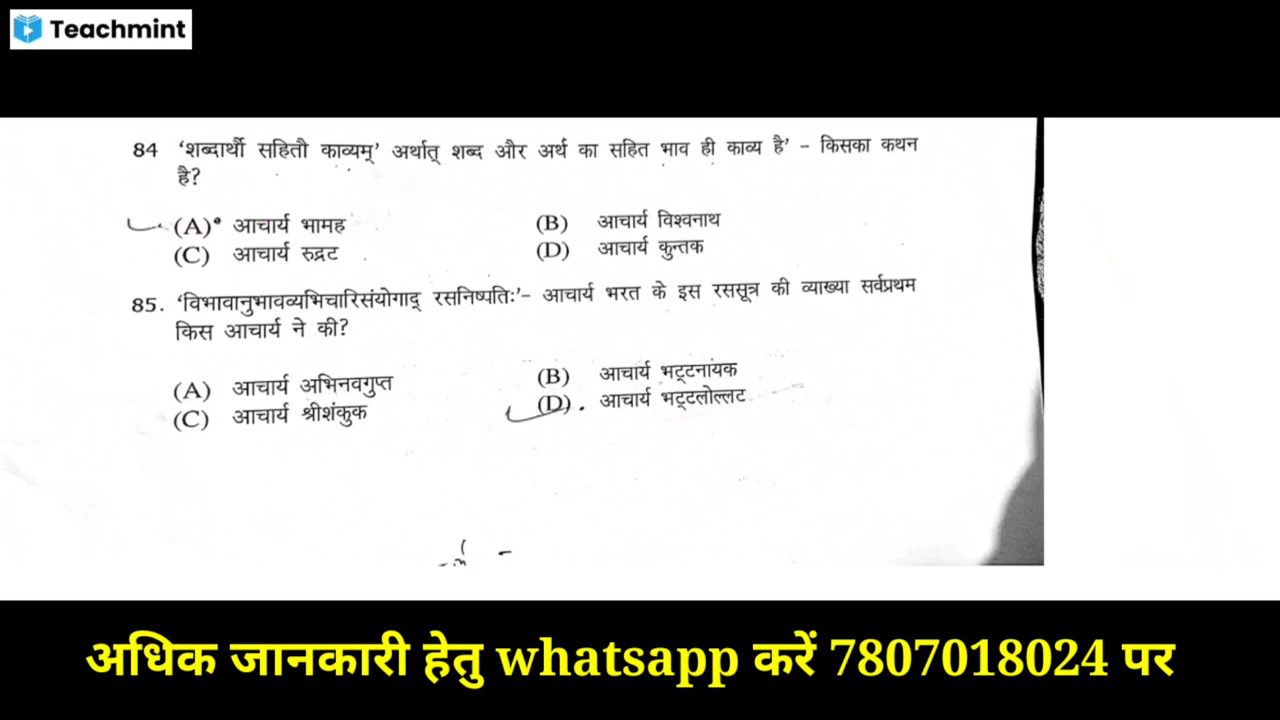 Teachmint
84 'शब्दार्थौ सहितौ काव्यम्' अर्थात् शब्द और अर्थ का सहित भाव ही काव्य है' - किसका कथन
है?
(A) आचार्य भामह (B) आचार्य विश्वनाथ
(C) आचार्य रुद्रट (D) आचार्य कुन्तक
85. 'विभावानुभावव्यभिचारिसंयोगाद् रसनिष्पतिः'- आचार्य भरत के इस रससूत्र की व्याख्या सर्वप्रथम
किस आचार्य ने की?
(A) आचार्य अभिनवगुप्त (B) आचार्य भट्टनायक
(C) आचार्य श्रीशंकुक (D). आचार्य भट्टलोल्लट
अधिक जानकारी हेतु whatsapp करें 7807018024 पर